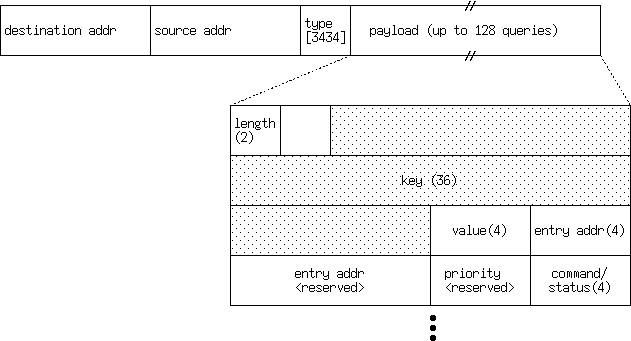 destination addr
source addr
type
[3434]
payload (up to 128 queries)
length
(2)
key (36)
value(4)
entry addr(4)
entry addr
<reserved>
priority
<reserved>
command/
status(4)